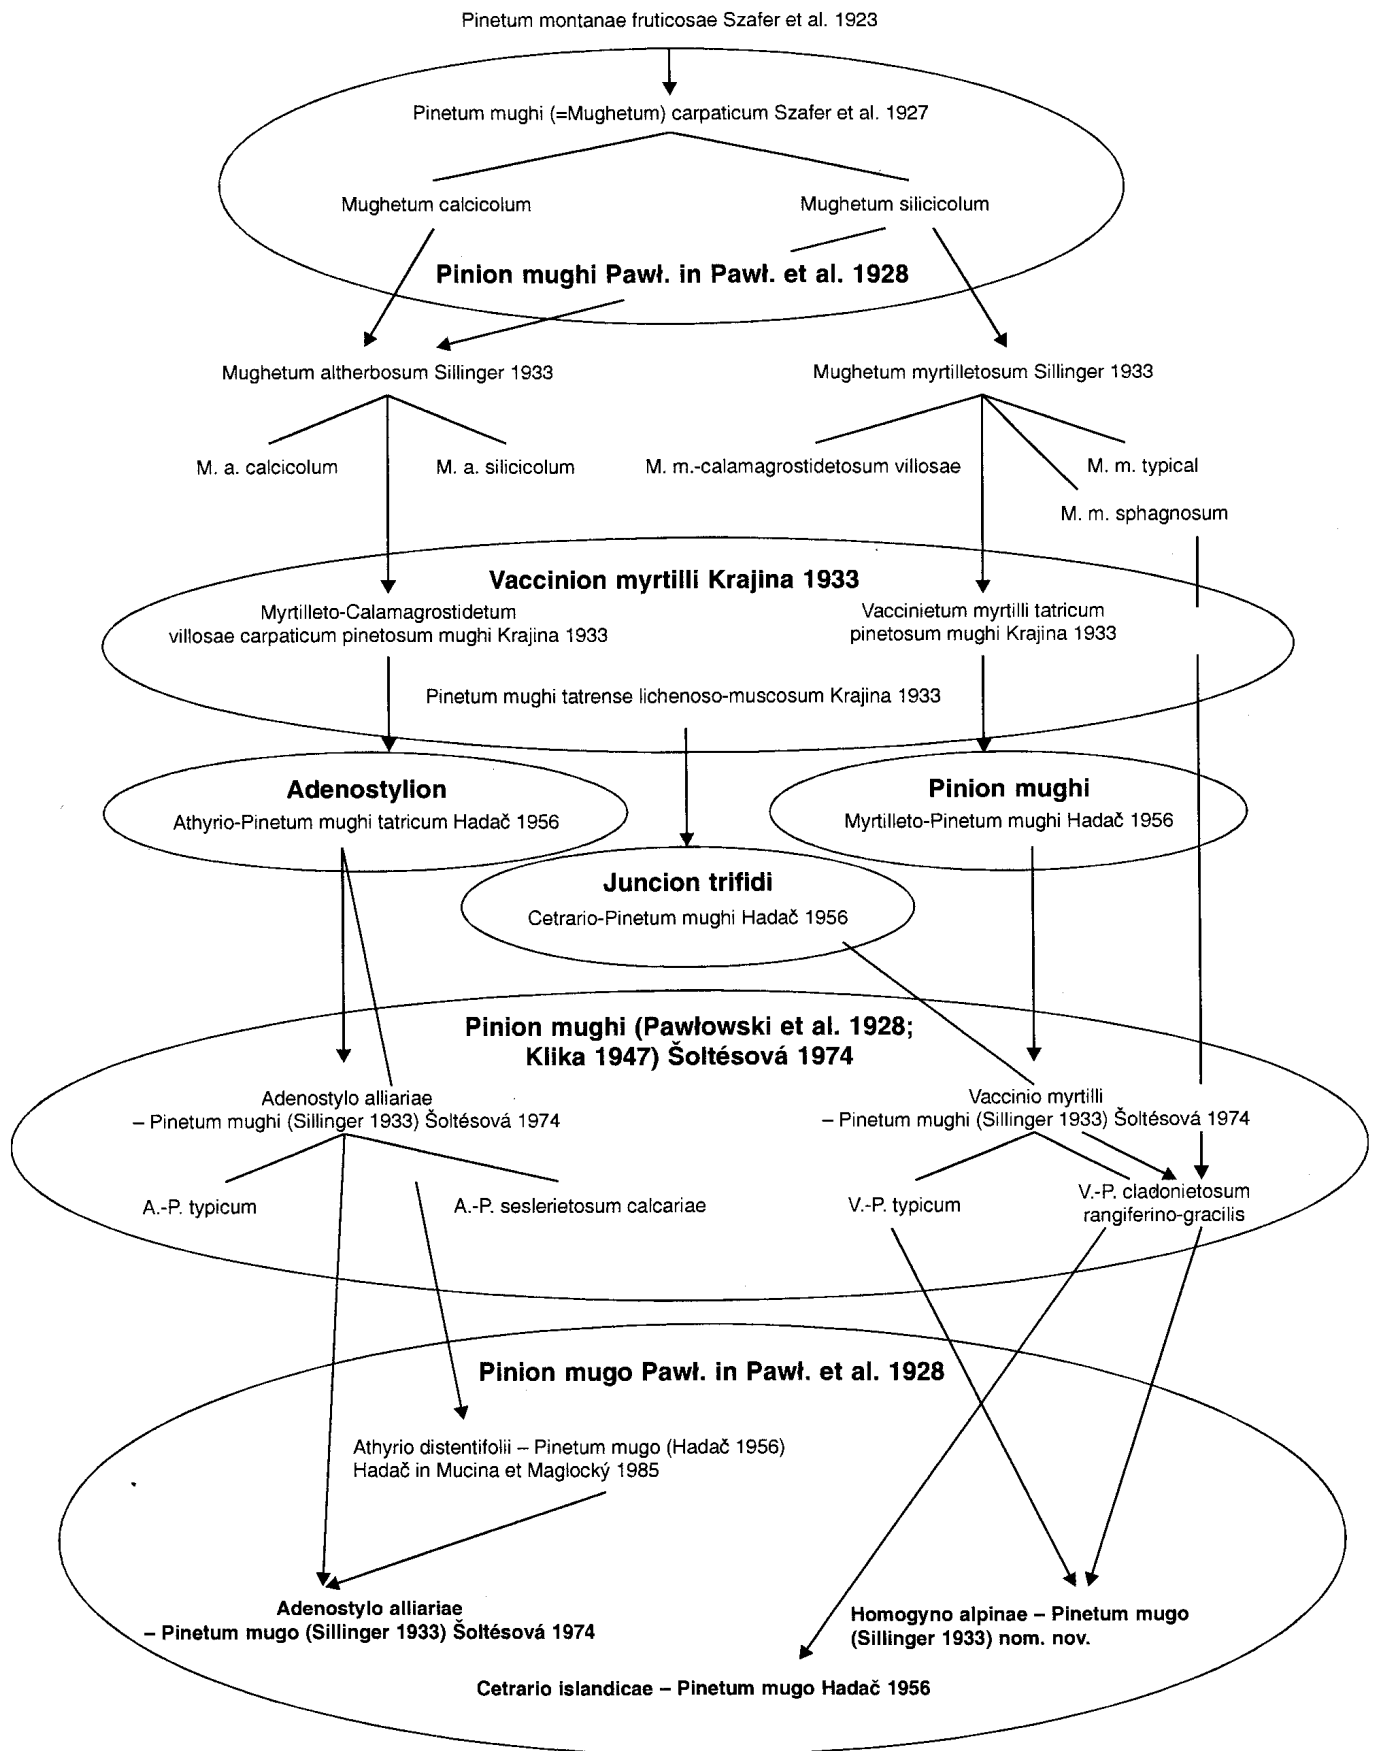 Pinetum montanae fruticosae Szafer et al. 1923
Pinetum mughi (=Mughetum) carpaticum Szafer et al. 1927
Mughetum calcicolum
Mughetum silicicolum
Pinion mughi Pawł. in Pawł. et al. 1928
Mughetum altherbosum Sillinger 1933
Mughetum myrtilletosum Sillinger 1933
M. a. calcicolum
M. a. silicicolum
M. m.-calamagrostidetosum villosae
M. m. typical
M. m. sphagnosum
Vaccinion myrtilli Krajina 1933
Myrtilleto-Calamagrostidetum
villosae carpaticum pinetosum mughi Krajina 1933
Vaccinietum myrtilli tatricum
pinetosum mughi Krajina 1933
Pinetum mughi tatrense lichenoso-muscosum Krajina 1933
Adenostylion
Athyrio-Pinetum mughi tatricum Hadač 1956
Pinion mughi
Myrtilleto-Pinetum mughi Hadač 1956
Juncion trifidi
Cetrario-Pinetum mughi Hadač 1956
Pinion mughi (Pawłowski et al. 1928;
Klika 1947) Šoltésová 1974
Adenostylo alliariae
– Pinetum mughi (Sillinger 1933) Šoltésová 1974
Vaccinio myrtilli
– Pinetum mughi (Sillinger 1933) Šoltésová 1974
A.-P. typicum
A.-P. seslerietosum calcariae
V.-P. typicum
V.-P. cladonietosum
rangiferino-gracilis
Pinion mugo Pawł. in Pawł. et al. 1928
Athyrio distentifolii – Pinetum mugo (Hadač 1956)
Hadač in Mucina et Maglocký 1985
Adenostylo alliariae
– Pinetum mugo (Sillinger 1933) Šoltésová 1974
Homogyno alpinae – Pinetum mugo
(Sillinger 1933) nom. nov.
Cetrario islandicae – Pinetum mugo Hadač 1956